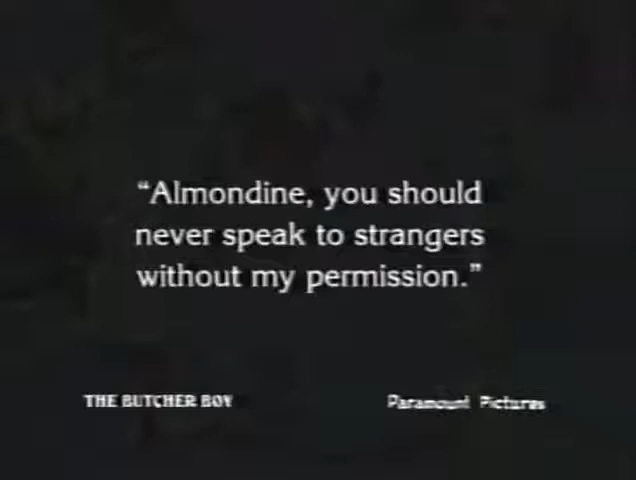 “Almondine, you should
never speak to strangers
without my permission.”
THE BUTCHER BOY
Paramount Pictures